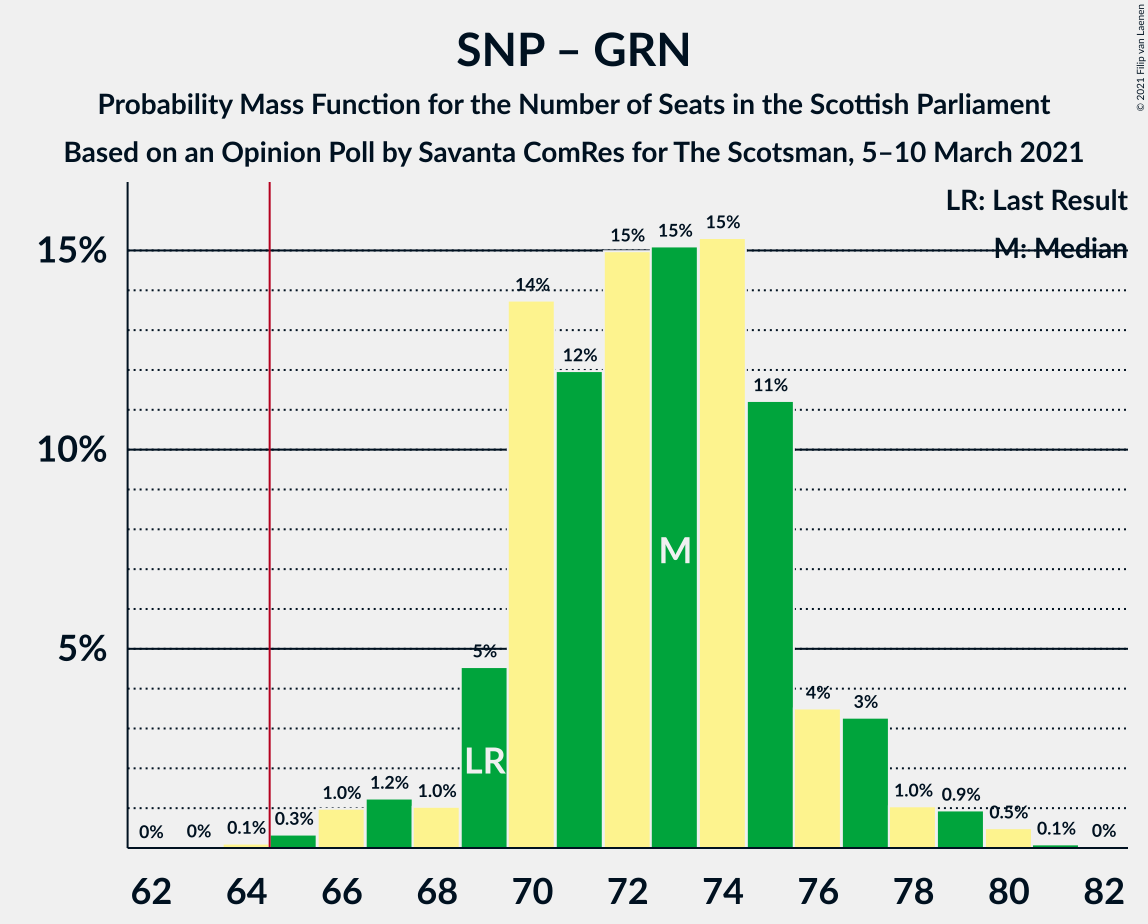 SNP – GRN
Probability Mass Function for the Number of Seats in the Scottish Parliament
Based on an Opinion Poll by Savanta ComRes for The Scotsman, 5–10 March 2021
© 2021 Filip van Laenen
LR: Last Result
M: Median
15%
10%
5%
0%
0%
0.1%
0.3%
1.0%
1.2%
1.0%
5%
14%
12%
15%
15%
15%
11%
4%
3%
1.0%
0.9%
0.5%
0.1%
0%
LR
M
62 64 66 68 70 72 74 76 78 80 82